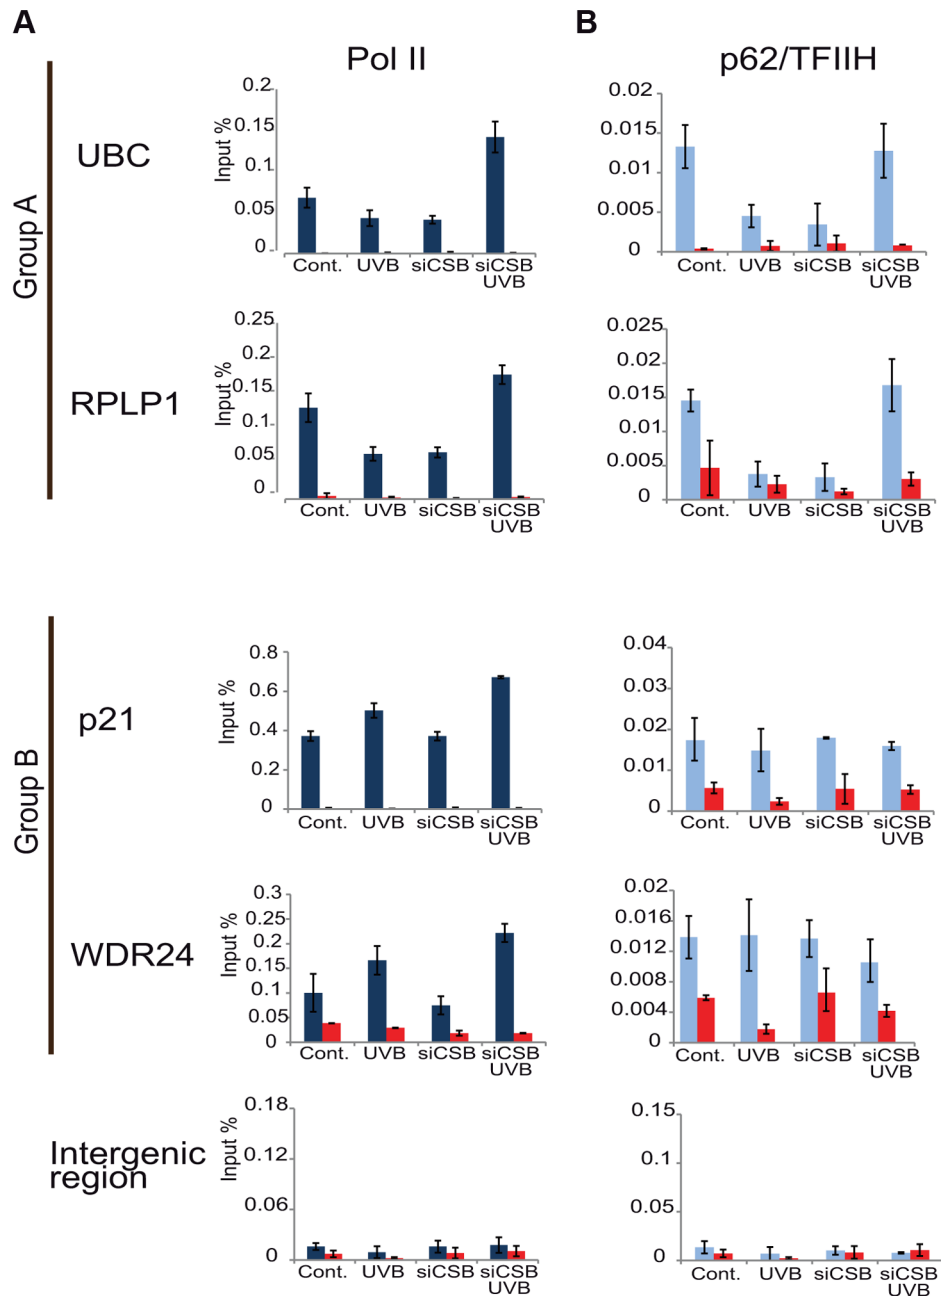 A
B
Pol II
p62/TFIIH
Group A
UBC
Input %
0.2
0.15
0.1
0.05
0
Cont. UVB siCSB siCSB
UVB
0.02
0.015
0.01
0.005
0
Cont. UVB siCSB siCSB
UVB
RPLP1
Input %
0.25
0.2
0.15
0.1
0.05
0
Cont. UVB siCSB siCSB
UVB
0.025
0.02
0.015
0.01
0.005
0
Cont. UVB siCSB siCSB
UVB
Group B
p21
Input %
0.8
0.6
0.4
0.2
0
Cont. UVB siCSB siCSB
UVB
0.04
0.03
0.02
0.01
0
Cont. UVB siCSB siCSB
UVB
WDR24
Input %
0.3
0.25
0.2
0.15
0.1
0.05
0
Cont. UVB siCSB siCSB
UVB
0.02
0.016
0.012
0.008
0.004
0
Cont. UVB siCSB siCSB
UVB
Intergenic
region
Input %
0.18
0.12
0.06
0
Cont. UVB siCSB siCSB
UVB
0.15
0.1
0.05
0
Cont. UVB siCSB siCSB
UVB